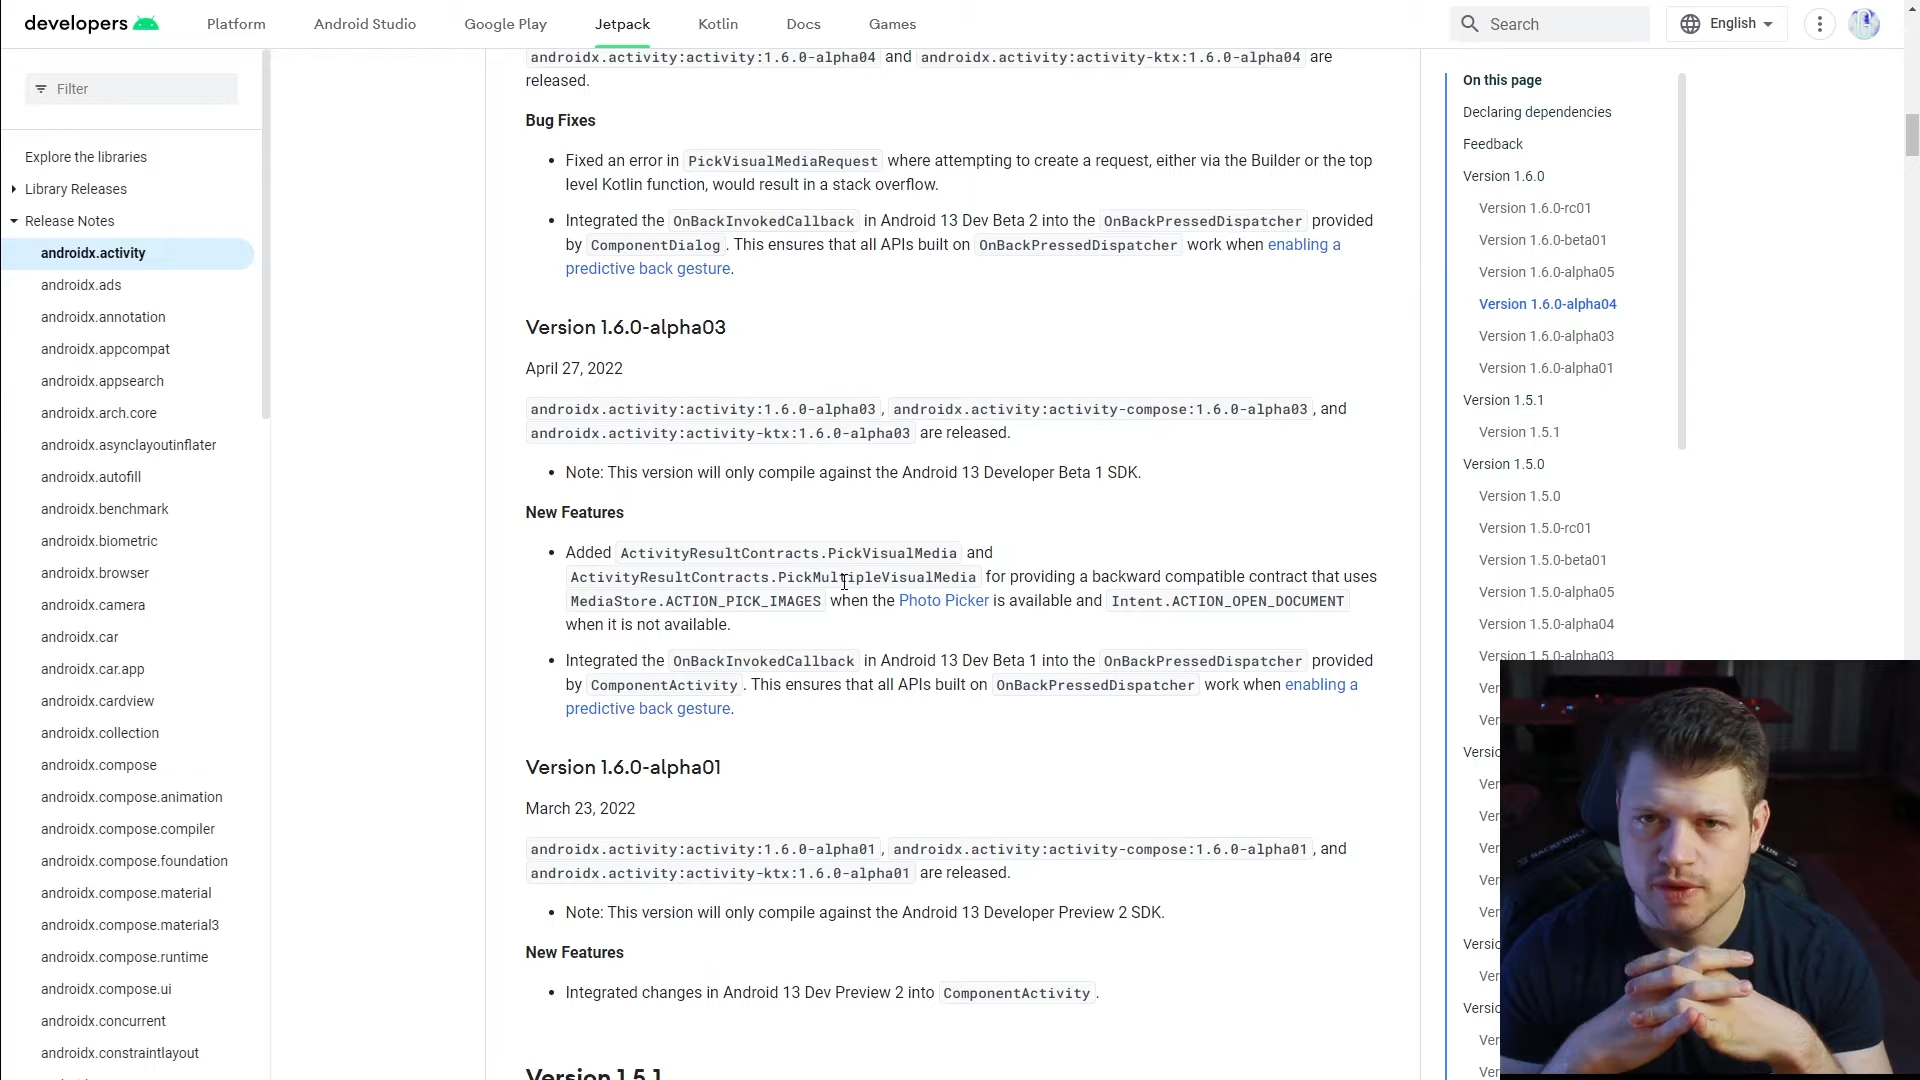 developers
Platform
Android Studio
Google Play
Jetpack
Kotlin
Docs
Games
Search
English
Filter
Explore the libraries
Library Releases
Release Notes
androidx.activity
androidx.ads
androidx.annotation
androidx.appcompat
androidx.appsearch
androidx.arch.core
androidx.asynclayoutinflater
androidx.autofill
androidx.benchmark
androidx.biometric
androidx.browser
androidx.camera
androidx.car
androidx.car.app
androidx.cardview
androidx.collection
androidx.compose
androidx.compose.animation
androidx.compose.compiler
androidx.compose.foundation
androidx.compose.material
androidx.compose.material3
androidx.compose.runtime
androidx.compose.ui
androidx.concurrent
androidx.constraintlayout
androidx.activity:activity:1.6.0-alpha04 and androidx.activity:activity-ktx:1.6.0-alpha04 are
released.
Bug Fixes
• Fixed an error in PickVisualMediaRequest where attempting to create a request, either via the Builder or the top
level Kotlin function, would result in a stack overflow.
• Integrated the OnBackInvokedCallback in Android 13 Dev Beta 2 into the OnBackPressedDispatcher provided
by ComponentDialog. This ensures that all APIs built on OnBackPressedDispatcher work when enabling a
predictive back gesture.
Version 1.6.0-alpha03
April 27, 2022
androidx.activity:activity:1.6.0-alpha03, androidx.activity:activity-compose:1.6.0-alpha03, and
androidx.activity:activity-ktx:1.6.0-alpha03 are released.
• Note: This version will only compile against the Android 13 Developer Beta 1 SDK.
New Features
• Added ActivityResultContracts.PickVisualMedia and
ActivityResultContracts.PickMultipleVisualMedia for providing a backward compatible contract that uses
MediaStore.ACTION_PICK_IMAGES when the Photo Picker is available and Intent.ACTION_OPEN_DOCUMENT
when it is not available.
• Integrated the OnBackInvokedCallback in Android 13 Dev Beta 1 into the OnBackPressedDispatcher provided
by ComponentActivity. This ensures that all APIs built on OnBackPressedDispatcher work when enabling a
predictive back gesture.
Version 1.6.0-alpha01
March 23, 2022
androidx.activity:activity:1.6.0-alpha01, androidx.activity:activity-compose:1.6.0-alpha01, and
androidx.activity:activity-ktx:1.6.0-alpha01 are released.
• Note: This version will only compile against the Android 13 Developer Preview 2 SDK.
New Features
• Integrated changes in Android 13 Dev Preview 2 into ComponentActivity.
Version 1.5.1
On this page
Declaring dependencies
Feedback
Version 1.6.0
Version 1.6.0-rc01
Version 1.6.0-beta01
Version 1.6.0-alpha05
Version 1.6.0-alpha04
Version 1.6.0-alpha03
Version 1.6.0-alpha01
Version 1.5.1
Version 1.5.1
Version 1.5.0
Version 1.5.0
Version 1.5.0-rc01
Version 1.5.0-beta01
Version 1.5.0-alpha05
Version 1.5.0-alpha04
Version 1.5.0-alpha03
Ver
Ver
Versic
Ver
Ver
Ver
Ver
Ver
Versic
Ver
Versic
Ver
Ver